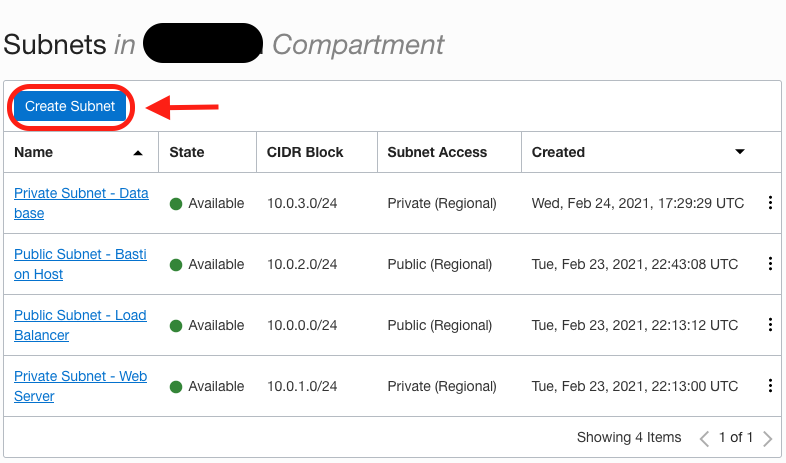 Subnets in Compartment
Create Subnet
Name State CIDR Block Subnet Access Created
Private Subnet - Data
base
Available 10.0.3.0/24 Private (Regional) Wed, Feb 24, 2021, 17:29:29 UTC
Public Subnet - Basti
on Host
Available 10.0.2.0/24 Public (Regional) Tue, Feb 23, 2021, 22:43:08 UTC
Public Subnet - Load
Balancer
Available 10.0.0.0/24 Public (Regional) Tue, Feb 23, 2021, 22:13:12 UTC
Private Subnet - Web
Server
Available 10.0.1.0/24 Private (Regional) Tue, Feb 23, 2021, 22:13:00 UTC
Showing 4 Items 1 of 1